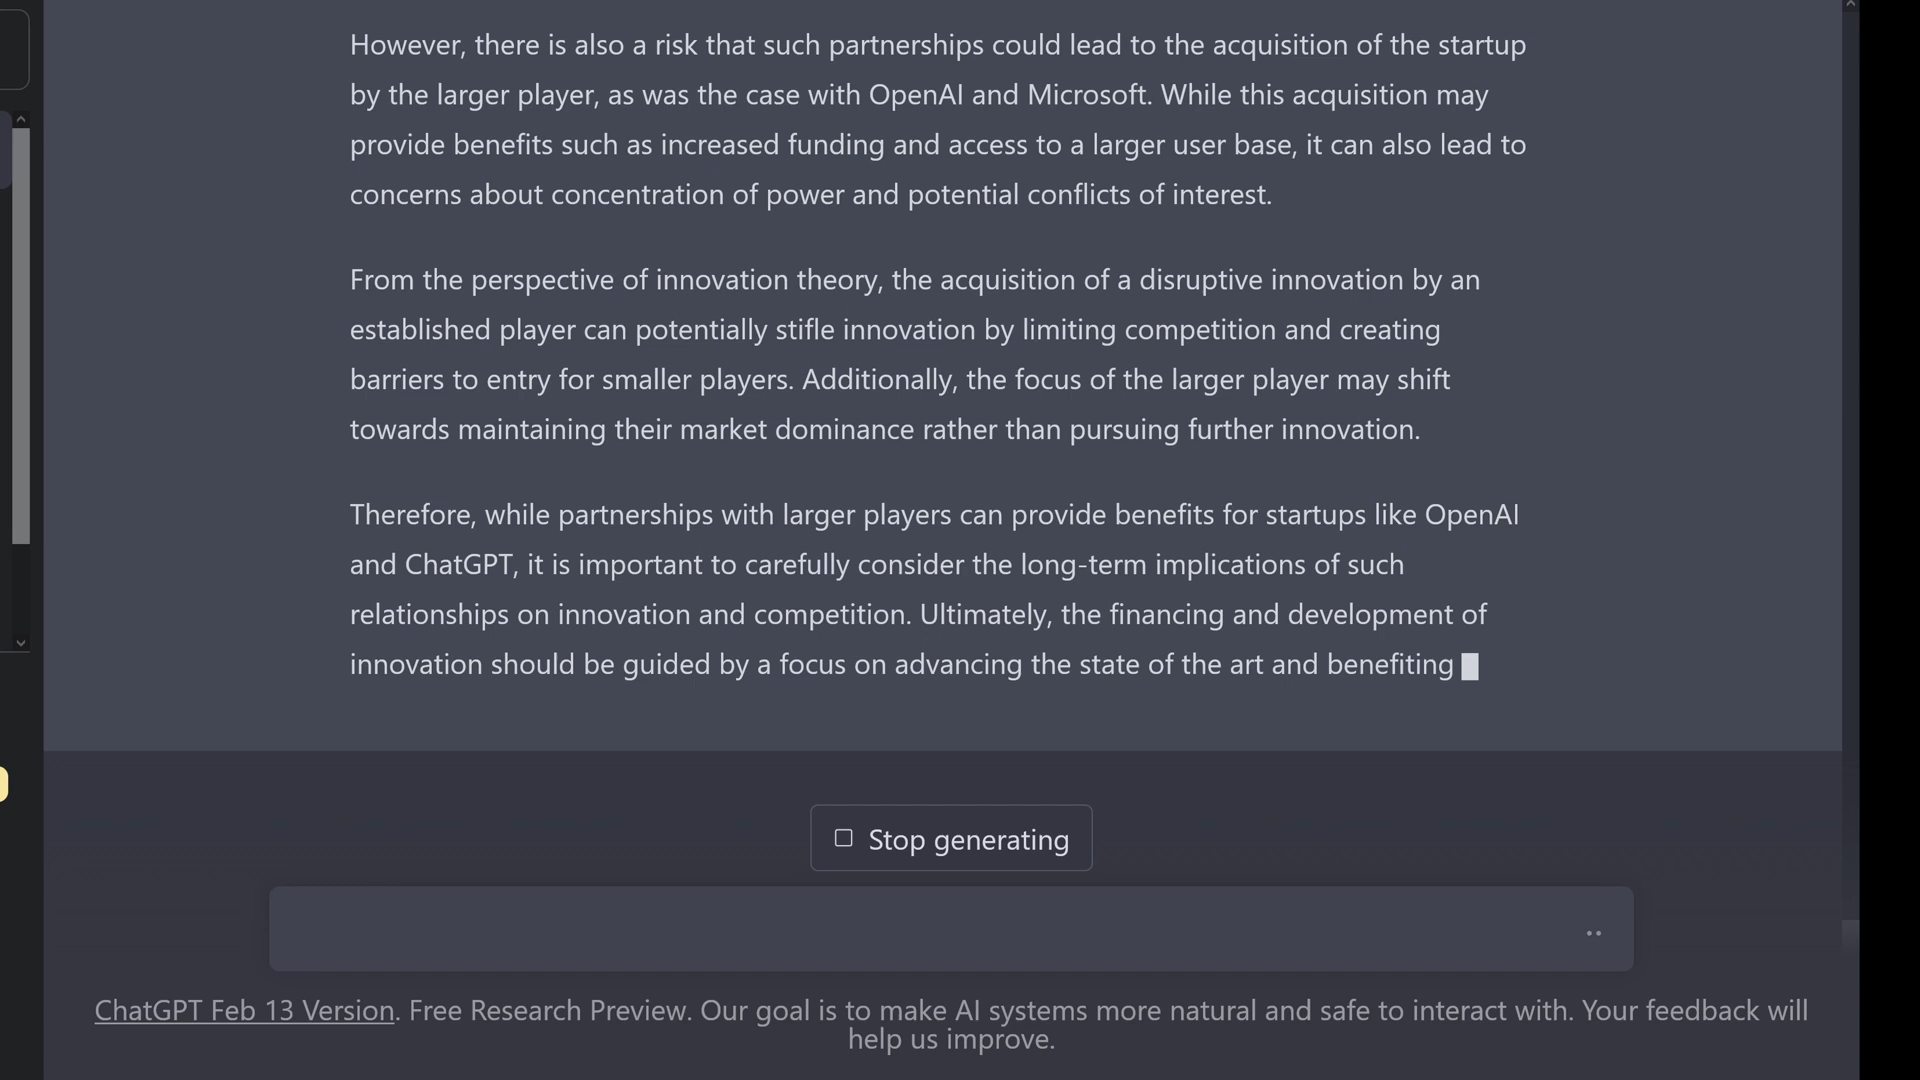 However, there is also a risk that such partnerships could lead to the acquisition of the startup
by the larger player, as was the case with OpenAI and Microsoft. While this acquisition may
provide benefits such as increased funding and access to a larger user base, it can also lead to
concerns about concentration of power and potential conflicts of interest.
From the perspective of innovation theory, the acquisition of a disruptive innovation by an
established player can potentially stifle innovation by limiting competition and creating
barriers to entry for smaller players. Additionally, the focus of the larger player may shift
towards maintaining their market dominance rather than pursuing further innovation.
Therefore, while partnerships with larger players can provide benefits for startups like OpenAI
and ChatGPT, it is important to carefully consider the long-term implications of such
relationships on innovation and competition. Ultimately, the financing and development of
innovation should be guided by a focus on advancing the state of the art and benefiting
Stop generating
ChatGPT Feb 13 Version. Free Research Preview. Our goal is to make AI systems more natural and safe to interact with. Your feedback will
help us improve.